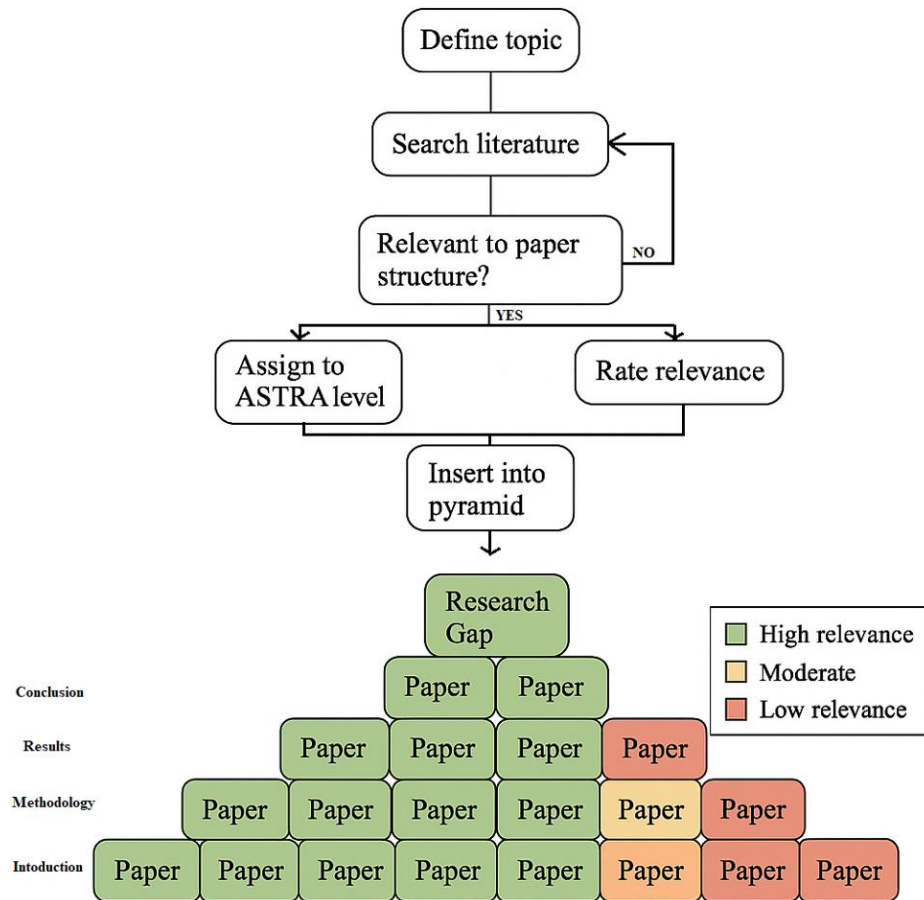 Define topic
Search literature
Relevant to paper
structure?
NO
YES
Assign to
ASTRA level
Rate relevance
Insert into
pyramid
Research
Gap
High relevance
Moderate
Low relevance
Conclusion
Paper Paper
Results
Paper Paper Paper Paper
Methodology
Paper Paper Paper Paper Paper Paper
Intoduction
Paper Paper Paper Paper Paper Paper Paper Paper